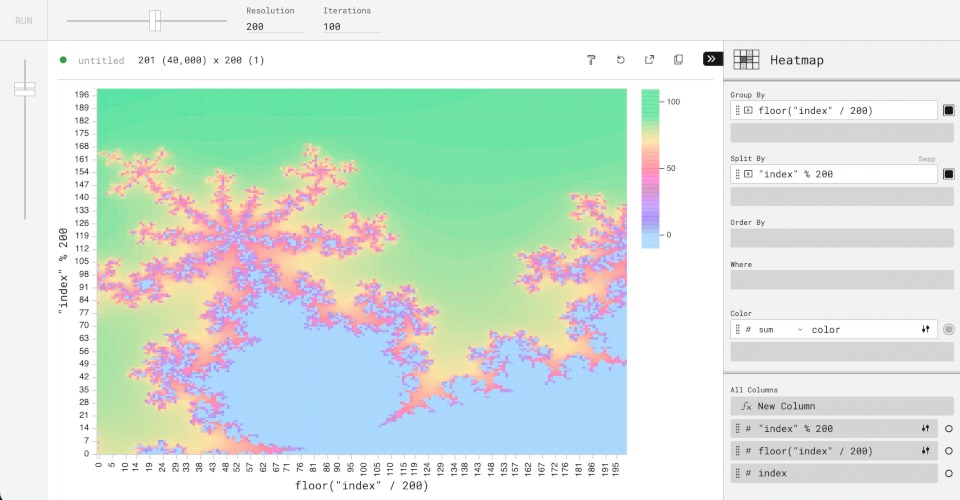 RUN
Resolution
200
Iterations
100
untitled 201 (40,000) x 200 (1)
Heatmap
Group By
floor("index" / 200)
Split By Swap
"index" % 200
Order By
Where
Color
# sum color
All Columns
New Column
# "index" % 200
# floor("index" / 200)
# index
"index" % 200
196
189
182
175
168
161
154
147
140
133
126
119
112
105
98
91
84
77
70
63
56
49
42
35
28
21
14
7
0
0 5 10 14 19 24 29 33 38 43 48 52 57 62 67 71 76 81 86 90 95 100 105 110 115 119 124 129 134 138 143 148 153 157 162 167 172 176 181 186 191 195
floor("index" / 200)
100
50
0